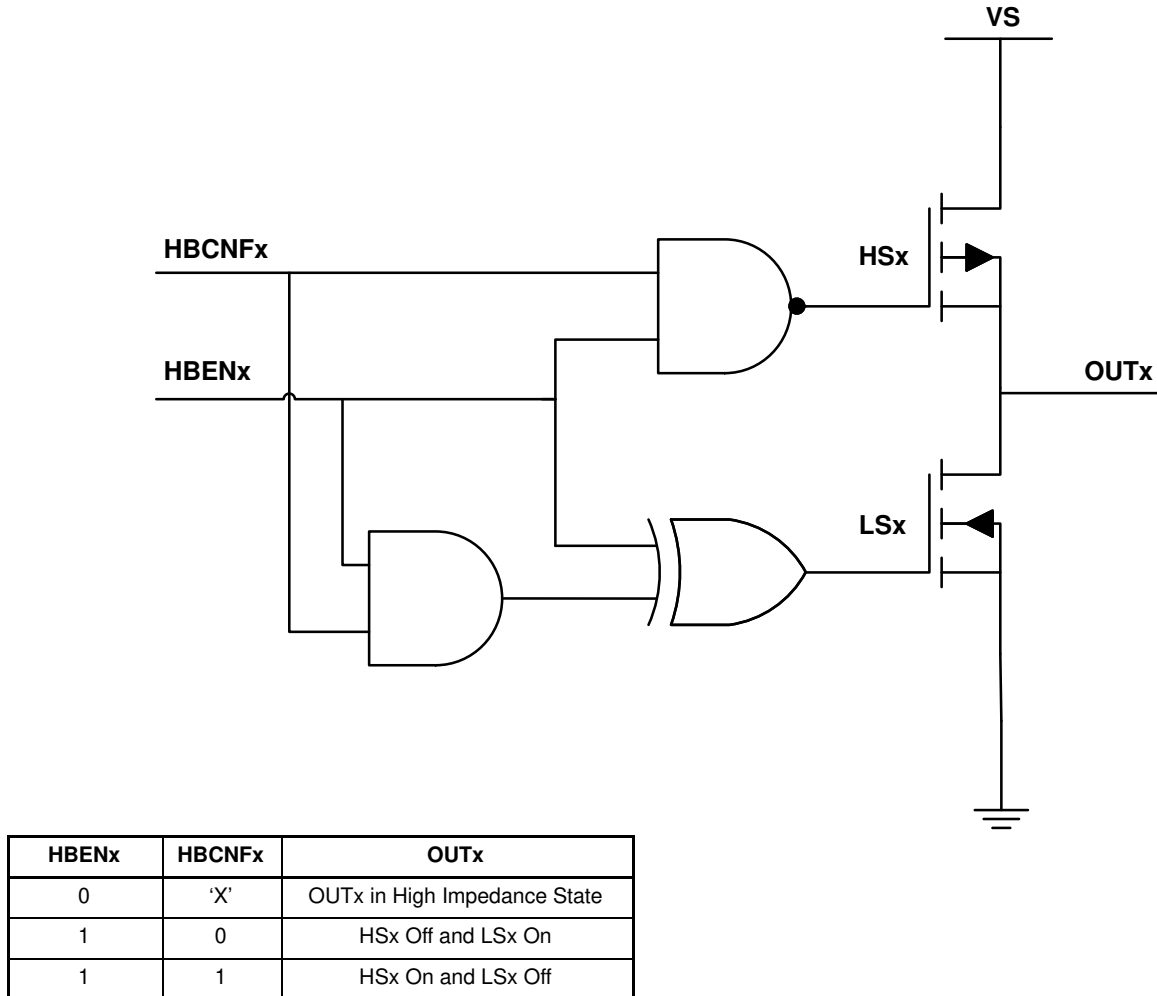 VS
HBCNFx
HSx
HBENx
OUTx
LSx
HBENx HBCNFx OUTx
0 ‘X’ OUTx in High Impedance State
1 0 HSx Off and LSx On
1 1 HSx On and LSx Off